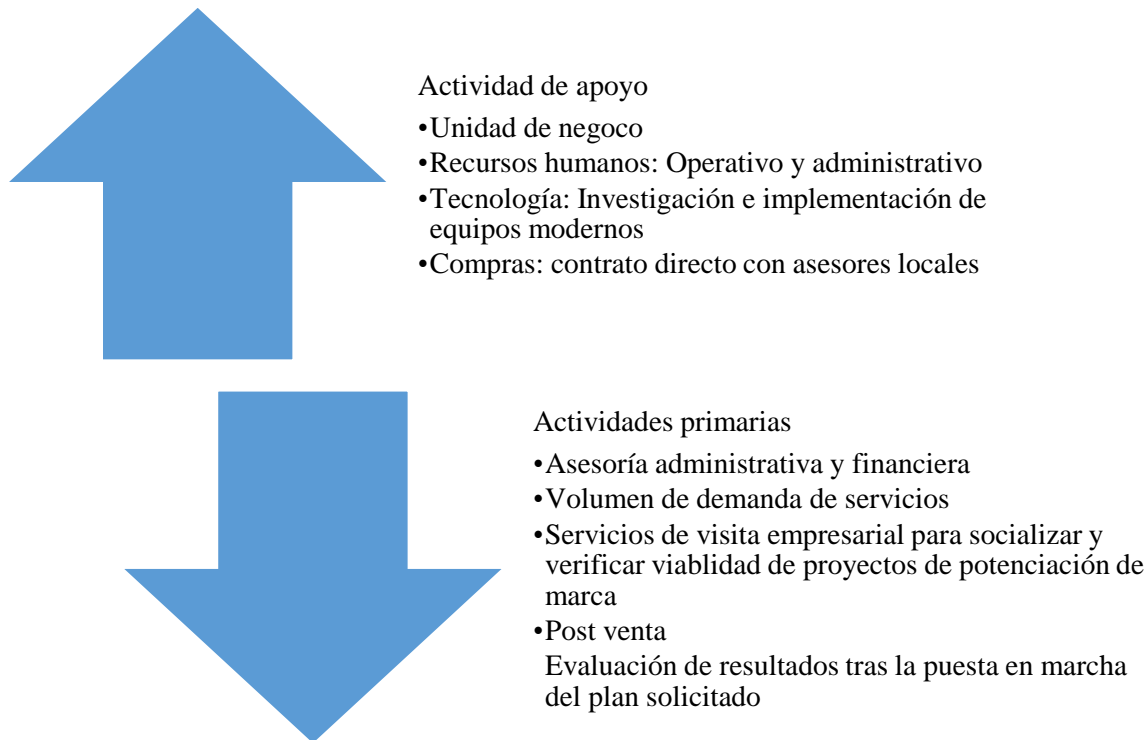 Actividad de apoyo
•Unidad de negoco
•Recursos humanos: Operativo y administrativo
•Tecnología: Investigación e implementación de
equipos modernos
•Compras: contrato directo con asesores locales
Actividades primarias
•Asesoría administrativa y financiera
•Volumen de demanda de servicios
•Servicios de visita empresarial para socializar y
verificar viablidad de proyectos de potenciación de
marca
•Post venta
Evaluación de resultados tras la puesta en marcha
del plan solicitado